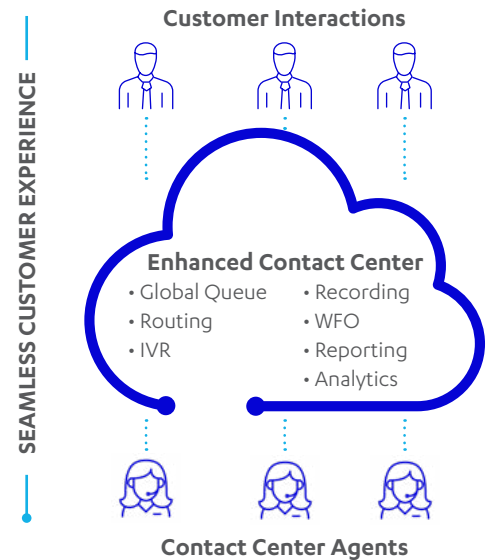 Customer Interactions
SEAMLESS CUSTOMER EXPERIENCE
Enhanced Contact Center
• Global Queue
• Routing
• IVR
• Recording
• WFO
• Reporting
• Analytics
Contact Center Agents